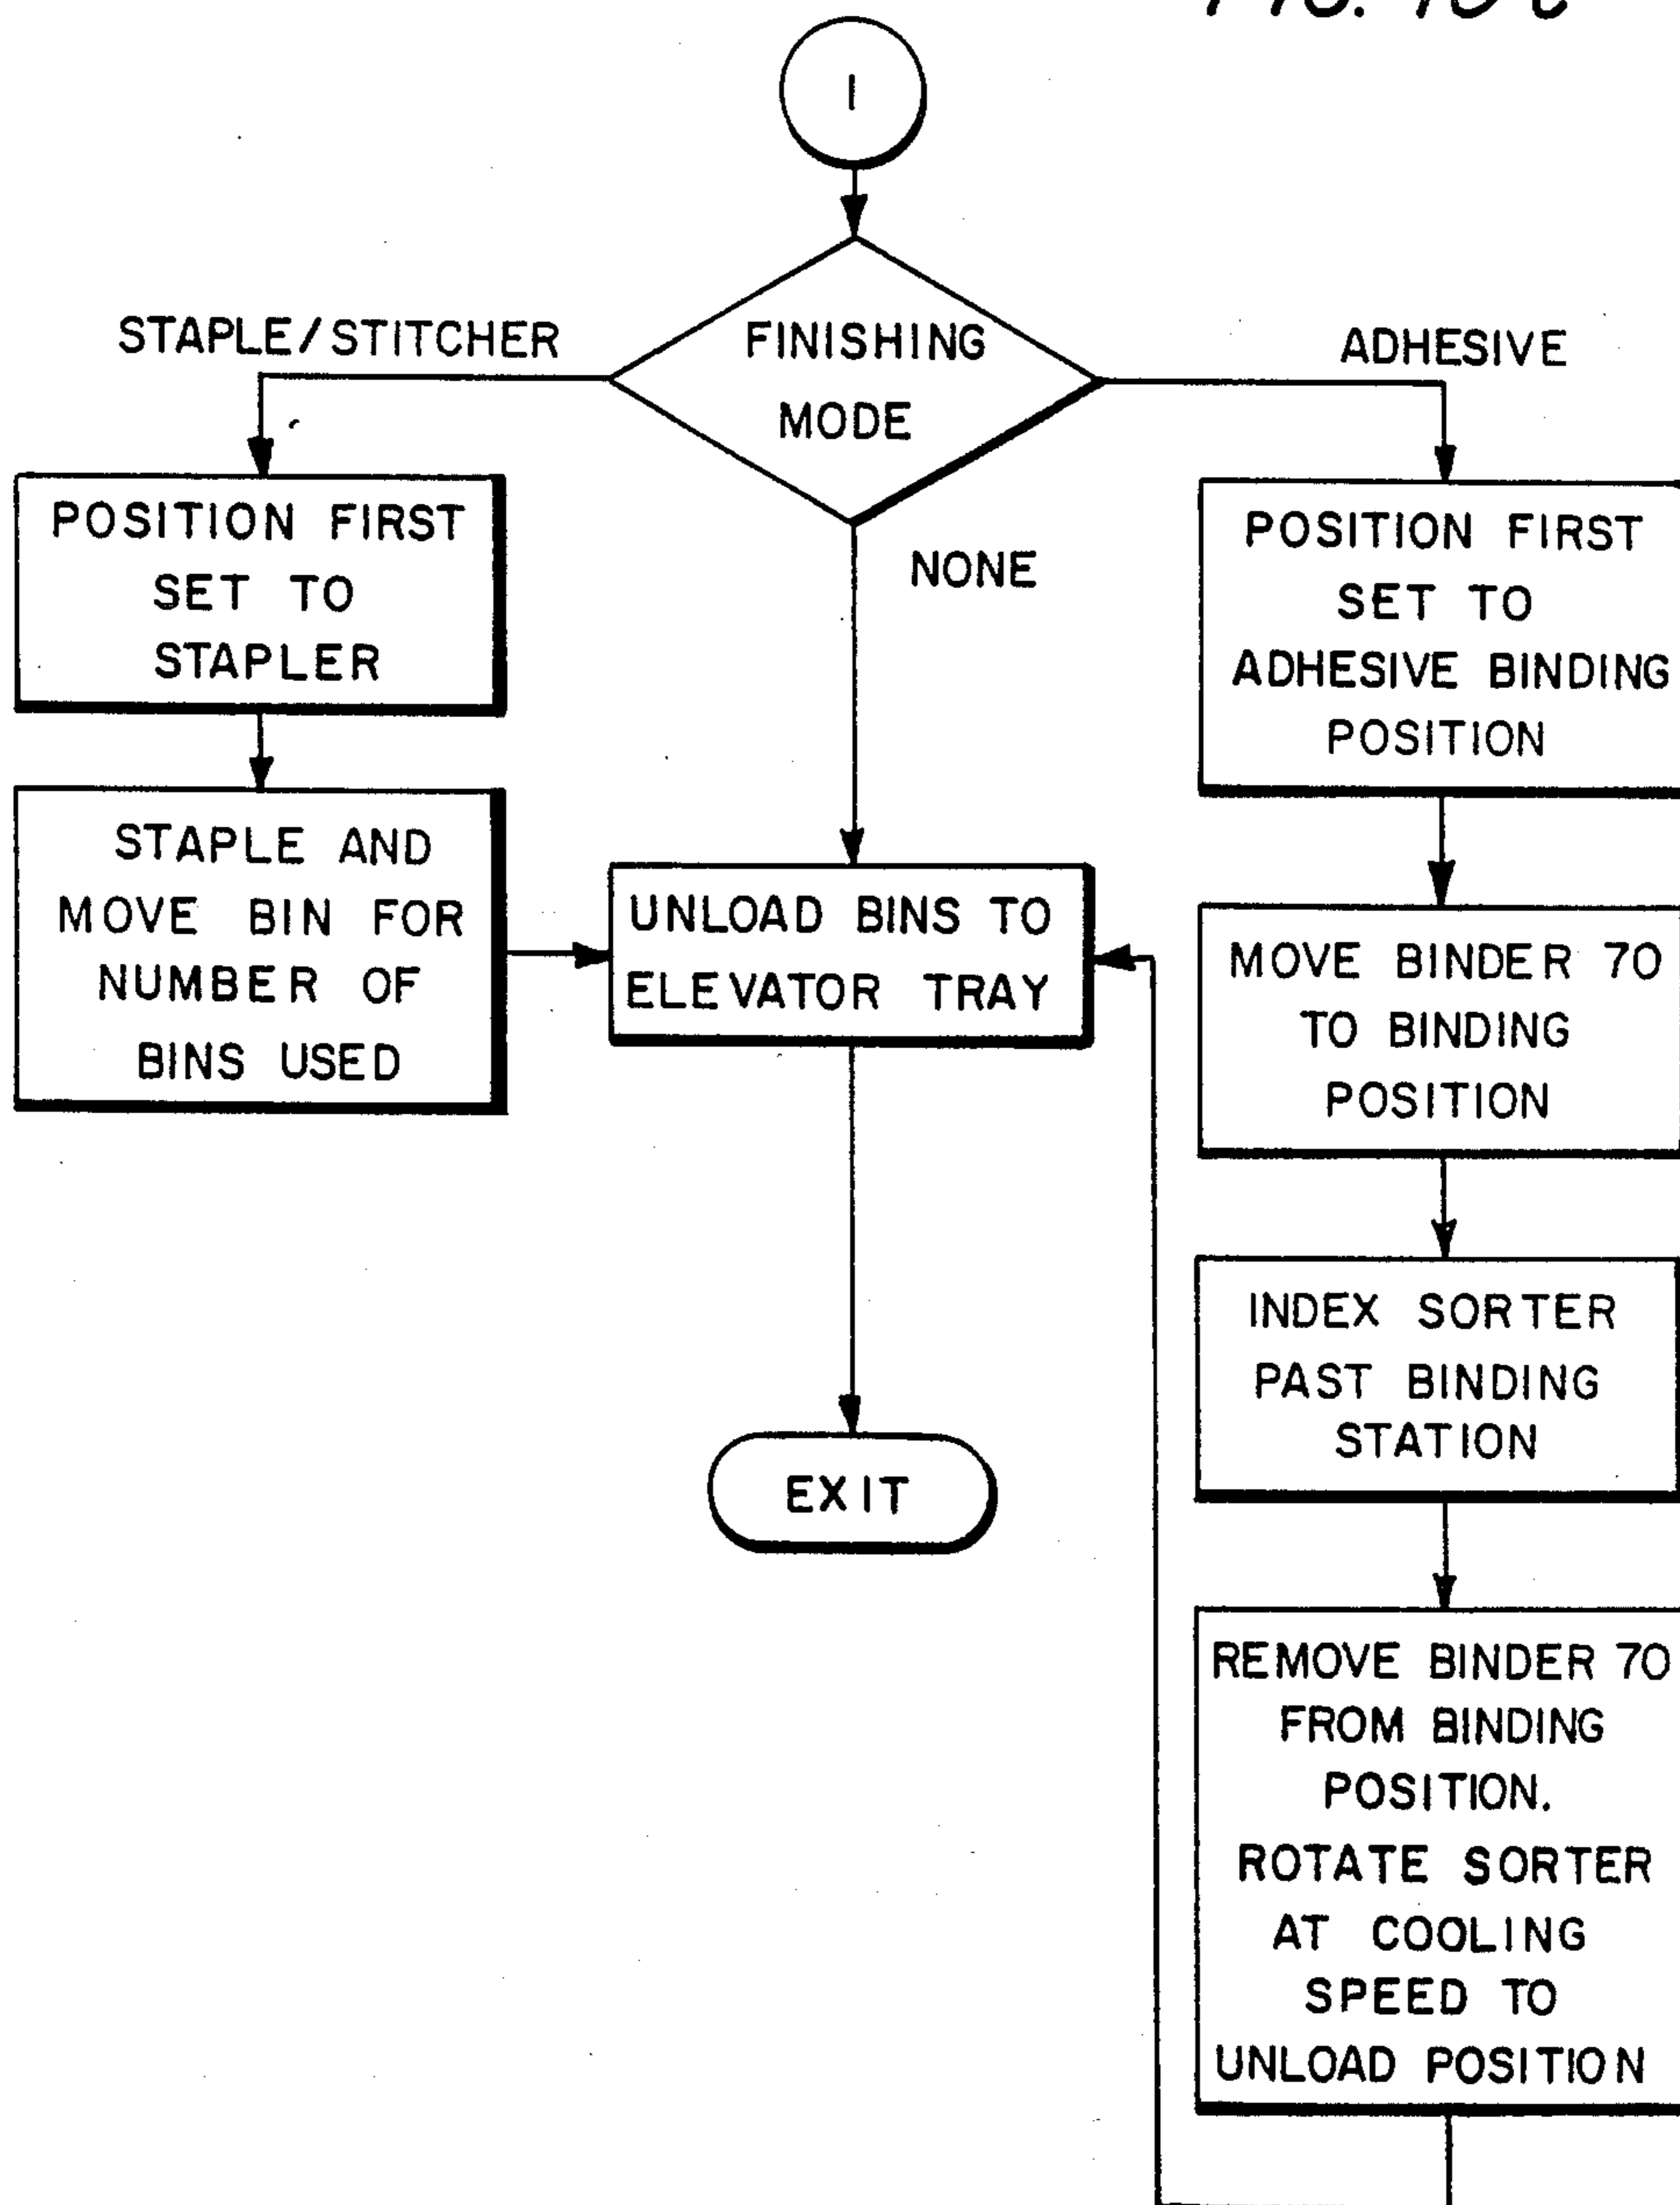 1
FINISHING
MODE
STAPLE/STITCHER
ADHESIVE
NONE
POSITION FIRST
SET TO
STAPLER
STAPLE AND
MOVE BIN FOR
NUMBER OF
BINS USED
UNLOAD BINS TO
ELEVATOR TRAY
EXIT
POSITION FIRST
SET TO
ADHESIVE BINDING
POSITION
MOVE BINDER 70
TO BINDING
POSITION
INDEX SORTER
PAST BINDING
STATION
REMOVE BINDER 70
FROM BINDING
POSITION.
ROTATE SORTER
AT COOLING
SPEED TO
UNLOAD POSITION